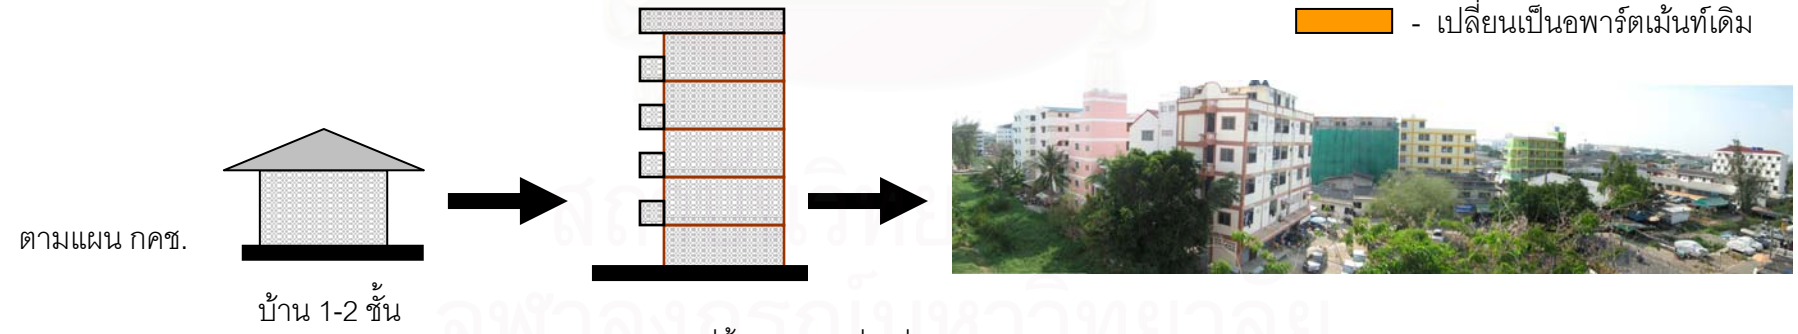 - เปลี่ยนเป็นอพาร์ตเม้นท์เดิม
ตามแผน กคช.
บ้าน 1-2 ชั้น